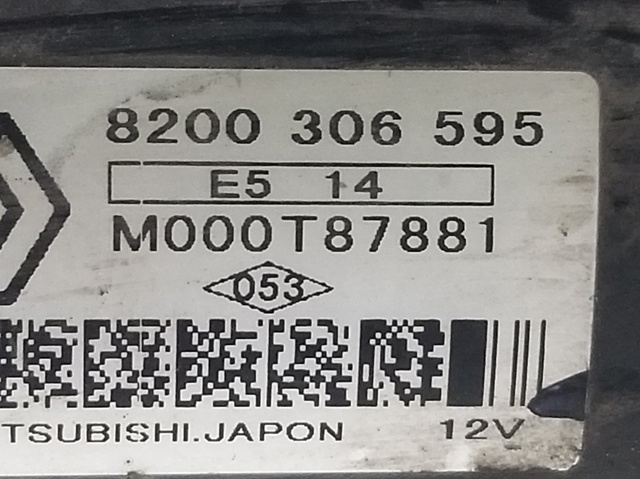 8200 306 595
E5 14
M000T87881
053
TSUBISHI.JAPON 12V